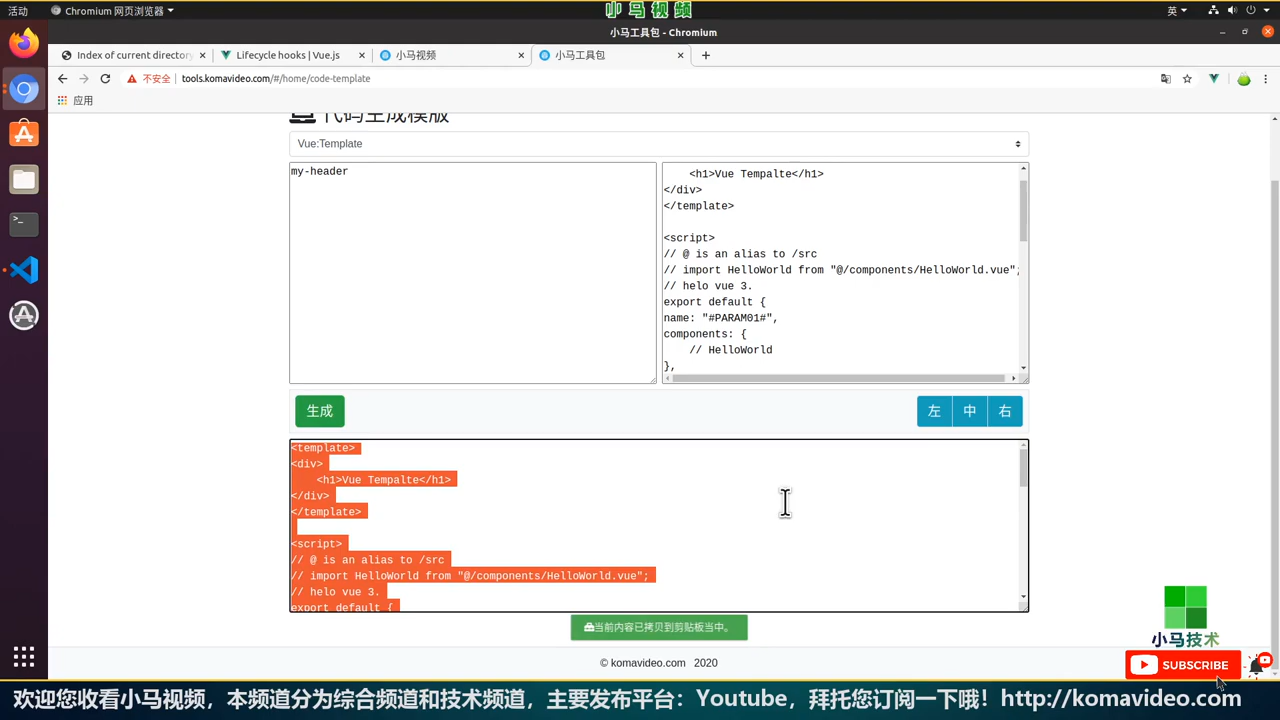 小马视频
活动
Chromium 网页浏览器
英
小马工具包 - Chromium
Index of current directory
Lifecycle hooks | Vue.js
小马视频
小马工具包
不安全
tools.komavideo.com/#/home/code-template
应用
代码生成模版
Vue:Template
my-header
<h1>Vue Tempalte</h1>
</div>
</template>
<script>
// @ is an alias to /src
// import HelloWorld from "@/components/HelloWorld.vue";
// helo vue 3.
export default {
name: "#PARAM01#",
components: {
// HelloWorld
},
生成
左
中
右
<template>
<div>
<h1>Vue Tempalte</h1>
</div>
</template>
<script>
// @ is an alias to /src
// import HelloWorld from "@/components/HelloWorld.vue";
// helo vue 3.
export default {
当前内容已拷贝到剪贴板当中。
© komavideo.com 2020
小马技术
SUBSCRIBE
欢迎您收看小马视频，本频道分为综合频道和技术频道，主要发布平台：Youtube，拜托您订阅一下哦！http://komavideo.com